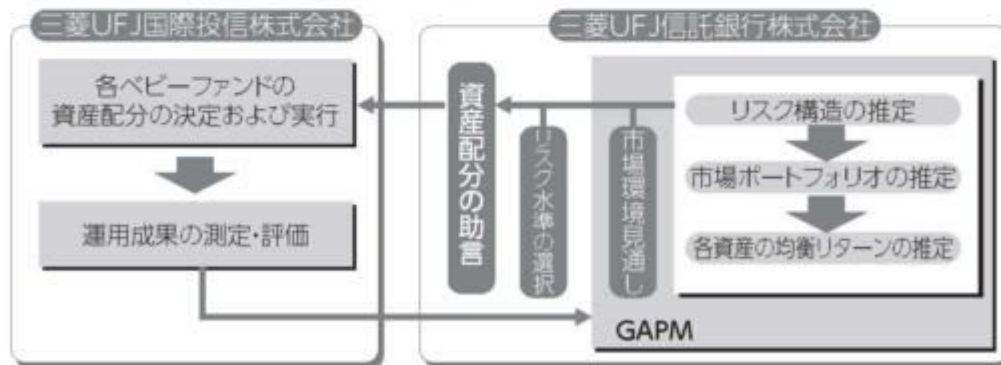 三菱UFJ国際投信株式会社
各ベビーファンドの
資産配分の決定および実行
運用成果の測定・評価
三菱UFJ信託銀行株式会社
資産配分の助言
リスク水準の選択
市場環境見通し
リスク構造の推定
市場ポートフォリオの推定
各資産の均衡リターンの推定
GAPM